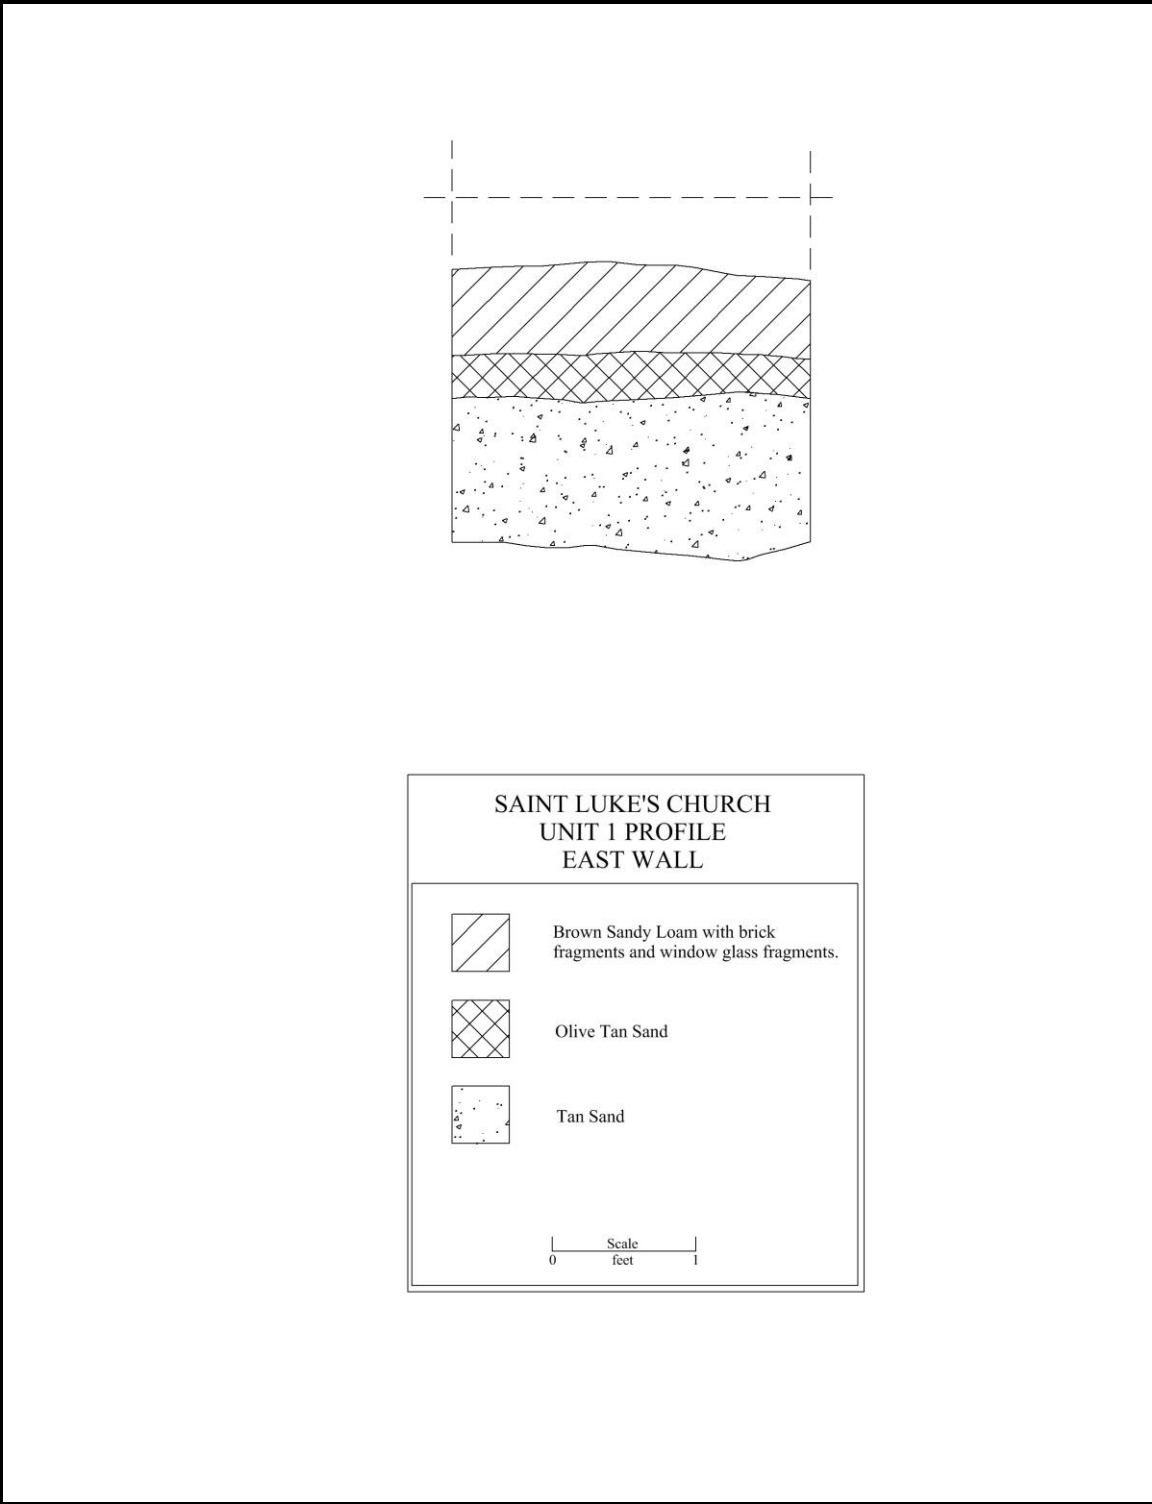 SAINT LUKE'S CHURCH
UNIT 1 PROFILE
EAST WALL
Brown Sandy Loam with brick
fragments and window glass fragments.
Olive Tan Sand
Tan Sand
Scale
0 feet 1